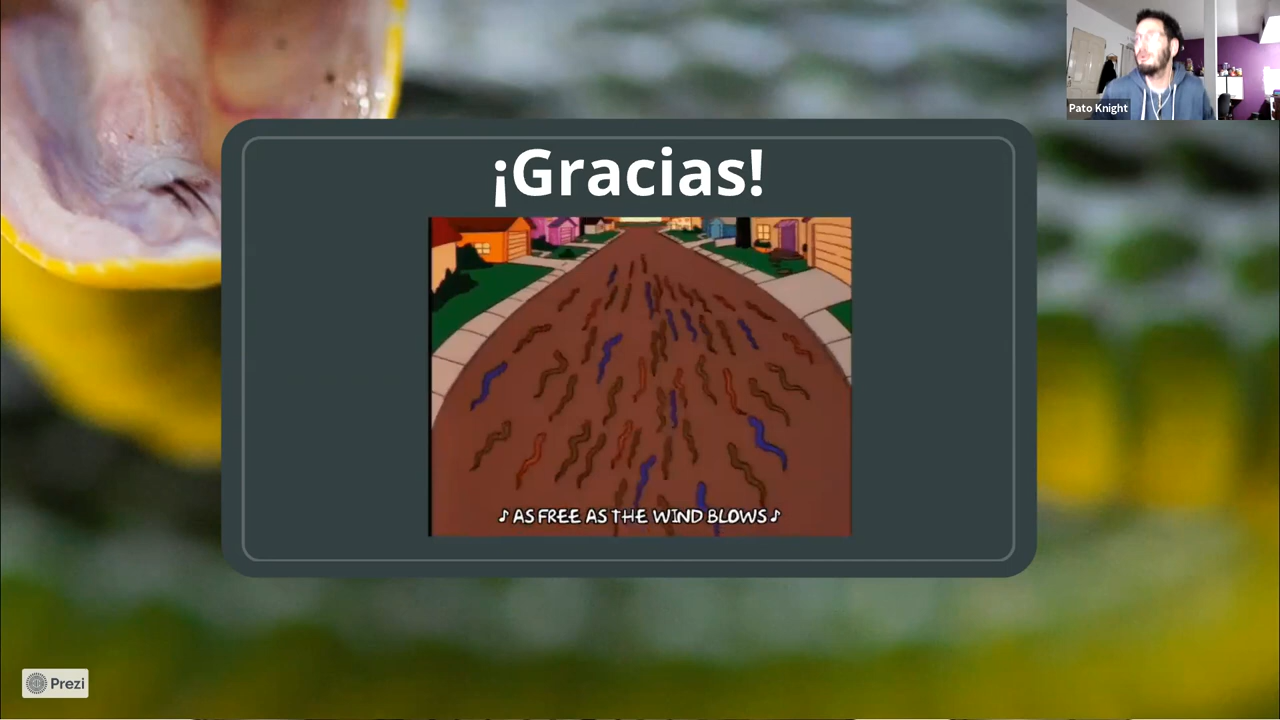 Pato Knight
¡Gracias!
♪ AS FREE AS THE WIND BLOWS ♪
Prezi